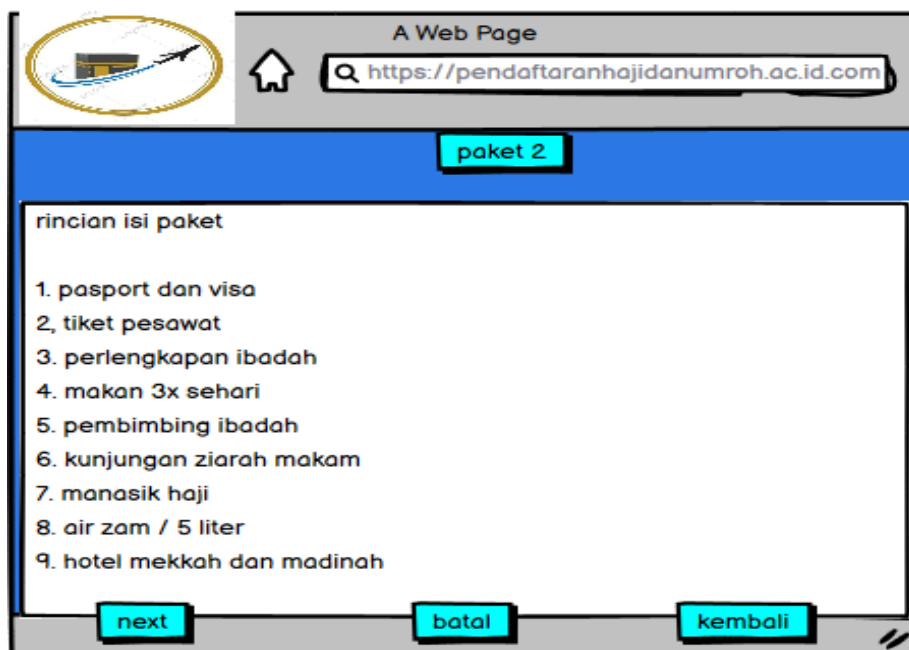 A Web Page
https://pendaftaranhajidanumroh.ac.id.com
paket 2
rincian isi paket
1. pasport dan visa
2, tiket pesawat
3. perlengkapan ibadah
4. makan 3x sehari
5. pembimbing ibadah
6. kunjungan ziarah makam
7. manasik haji
8. air zam / 5 liter
9. hotel mekkah dan madinah
next
batal
kembali